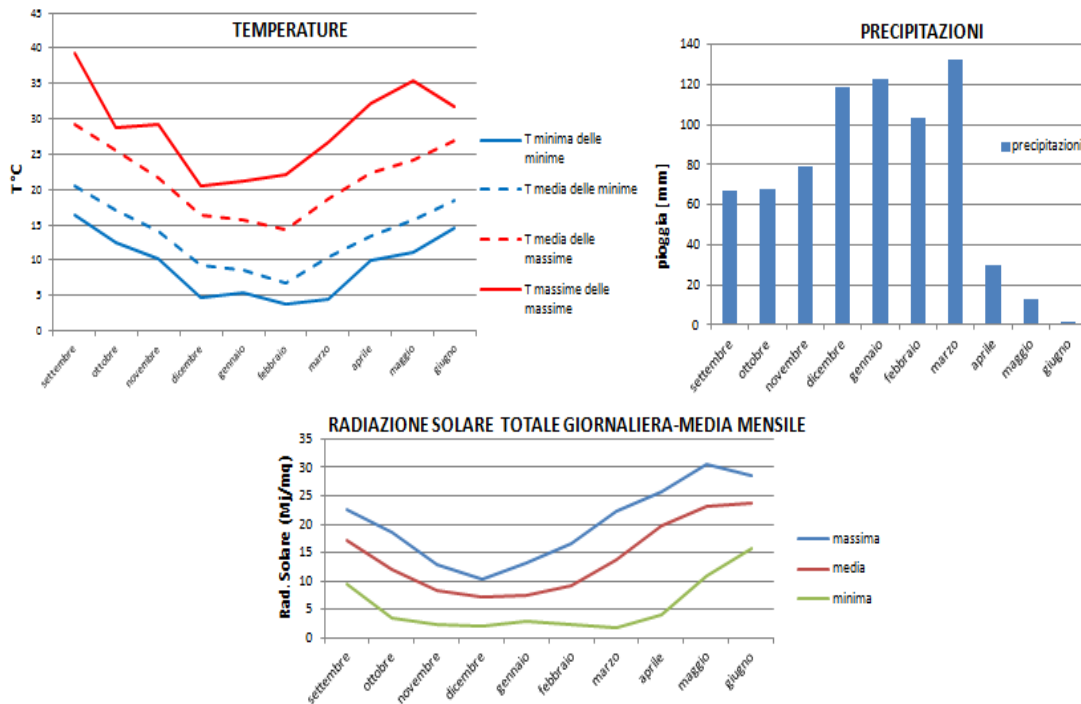 TEMPERATURE
45
40
35
30
25
20
15
10
5
0
T°C
settembre
ottobre
novembre
dicembre
gennaio
febbraio
marzo
aprile
maggio
giugno
T minima delle
minime
T media delle minime
T media delle
massime
T massime delle
massime
PRECIPITAZIONI
140
120
100
80
60
40
20
0
pioggia [mm]
settembre
ottobre
novembre
dicembre
gennaio
febbraio
marzo
aprile
maggio
giugno
precipitazioni
RADIAZIONE SOLARE TOTALE GIORNALIERA-MEDIA MENSILE
35
30
25
20
15
10
5
0
Rad. Solare (Mj/mq)
settembre
ottobre
novembre
dicembre
gennaio
febbraio
marzo
aprile
maggio
giugno
massima
media
minima